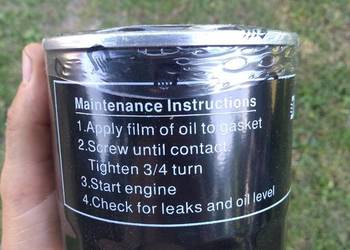 Maintenance Instructions
1.Apply film of oil to gasket
2.Screw until contact.
Tighten 3/4 turn
3.Start engine
4.Check for leaks and oil level